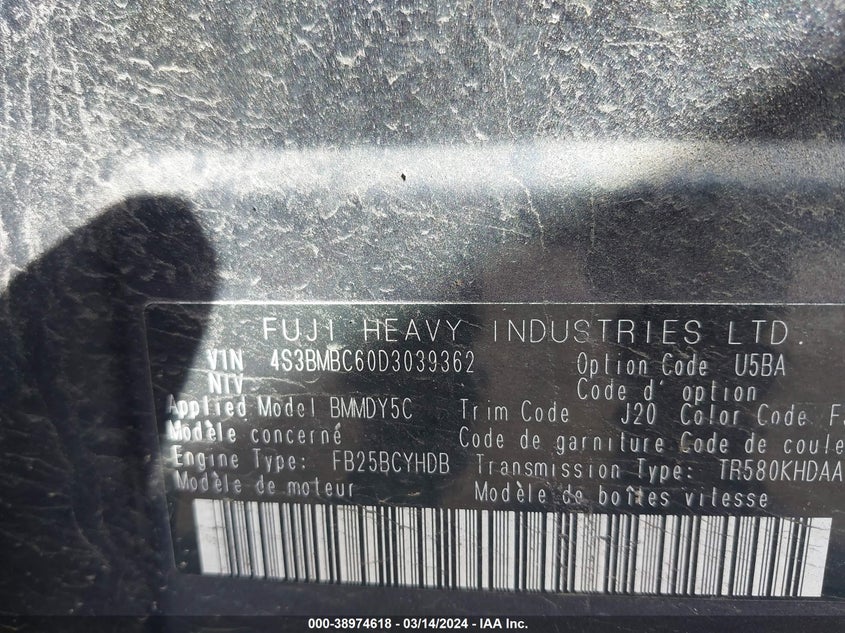 FUJI HEAVY INDUSTRIES LTD.
VIN 4S3BMBC60D3039362 Option Code U5BA
NIV Code d' option
Applied Model BMMDY5C Trim Code J20 Color Code
Modèle concerné Code de garniture Code de
Engine Type: FB25BCYHDB Transmission Type: TR580KHDAA
Modèle de moteur Modèle de boîtes vitesse
000-38974618 - 03/14/2024 - IAA Inc.